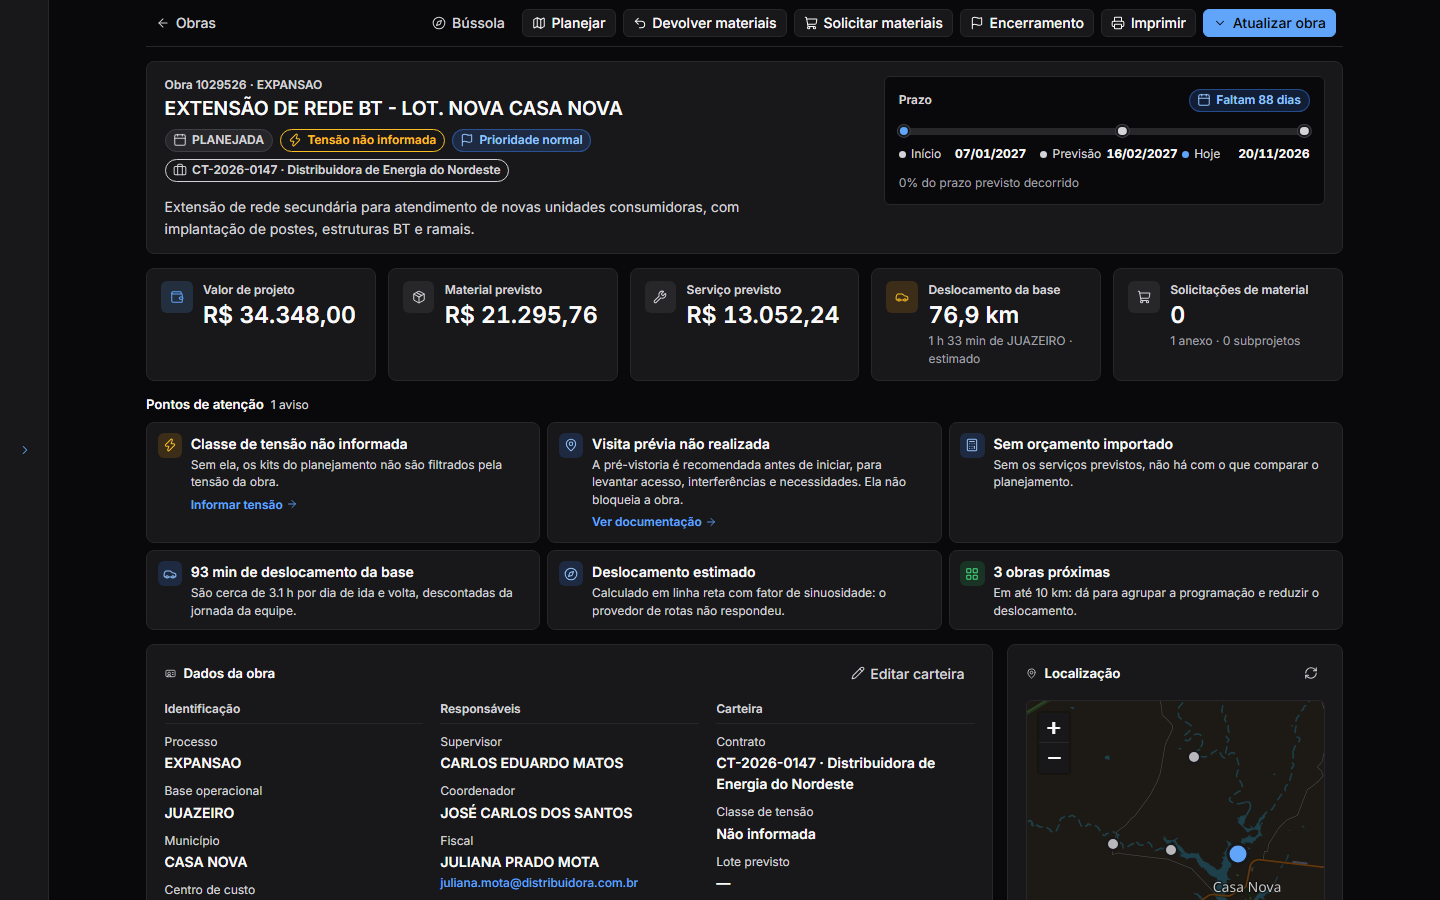 Obras
Bússola
Planejar
Devolver materiais
Solicitar materiais
Encerramento
Imprimir
Atualizar obra
Obra 1029526 · EXPANSAO
EXTENSÃO DE REDE BT - LOT. NOVA CASA NOVA
PLANEJADA
Tensão não informada
Prioridade normal
CT-2026-0147 · Distribuidora de Energia do Nordeste
Extensão de rede secundária para atendimento de novas unidades consumidoras, com
implantação de postes, estruturas BT e ramais.
Prazo
Faltam 88 dias
Início 07/01/2027
Previsão 16/02/2027
Hoje 20/11/2026
0% do prazo previsto decorrido
Valor de projeto
R$ 34.348,00
Material previsto
R$ 21.295,76
Serviço previsto
R$ 13.052,24
Deslocamento da base
76,9 km
1 h 33 min de JUAZEIRO ·
estimado
Solicitações de material
0
1 anexo · 0 subprojetos
Pontos de atenção 1 aviso
Classe de tensão não informada
Sem ela, os kits do planejamento não são filtrados pela
tensão da obra.
Informar tensão
Visita prévia não realizada
A pré-vistoria é recomendada antes de iniciar, para
levantar acesso, interferências e necessidades. Ela não
bloqueia a obra.
Ver documentação
Sem orçamento importado
Sem os serviços previstos, não há com o que comparar o
planejamento.
93 min de deslocamento da base
São cerca de 3.1 h por dia de ida e volta, descontadas da
jornada da equipe.
Deslocamento estimado
Calculado em linha reta com fator de sinuosidade: o
provedor de rotas não respondeu.
3 obras próximas
Em até 10 km: dá para agrupar a programação e reduzir o
deslocamento.
Dados da obra
Editar carteira
Identificação
Processo
EXPANSAO
Base operacional
JUAZEIRO
Município
CASA NOVA
Centro de custo
Responsáveis
Supervisor
CARLOS EDUARDO MATOS
Coordenador
JOSÉ CARLOS DOS SANTOS
Fiscal
JULIANA PRADO MOTA
juliana.mota@distribuidora.com.br
Carteira
Contrato
CT-2026-0147 · Distribuidora de
Energia do Nordeste
Classe de tensão
Não informada
Lote previsto
—
Localização
+
−
Casa Nova